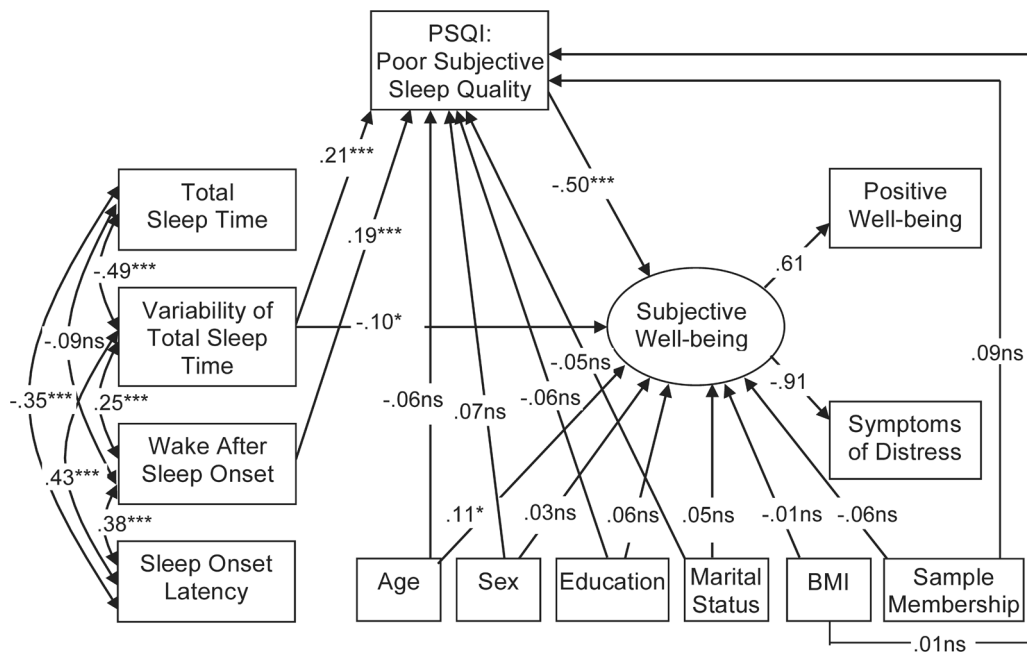 PSQI:
Poor Subjective
Sleep Quality
.21***
-.50***
Total
Sleep Time
Positive
Well-being
.19***
-.49***
.61
Variability of
Total Sleep
Time
Subjective
Well-being
-.10*
-.09ns
-.05ns
.09ns
-.35***
.25***
-.06ns
.07ns
-.06ns
-.91
Wake After
Sleep Onset
Symptoms
of Distress
.43***
.38***
.11*
.03ns
.06ns
.05ns
-.01ns
-.06ns
Sleep Onset
Latency
Age
Sex
Education
Marital
Status
BMI
Sample
Membership
.01ns